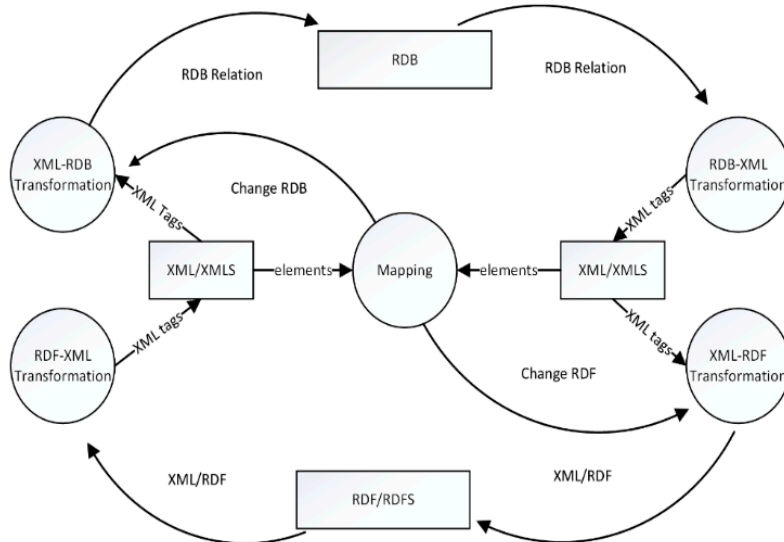 RDB
RDB Relation
RDB Relation
XML-RDB
Transformation
RDB-XML
Transformation
Change RDB
XML Tags
XML tags
XML/XMLS
elements
Mapping
elements
XML/XMLS
XML tags
XML tags
RDF-XML
Transformation
XML-RDF
Transformation
Change RDF
XML/RDF
XML/RDF
RDF/RDFS